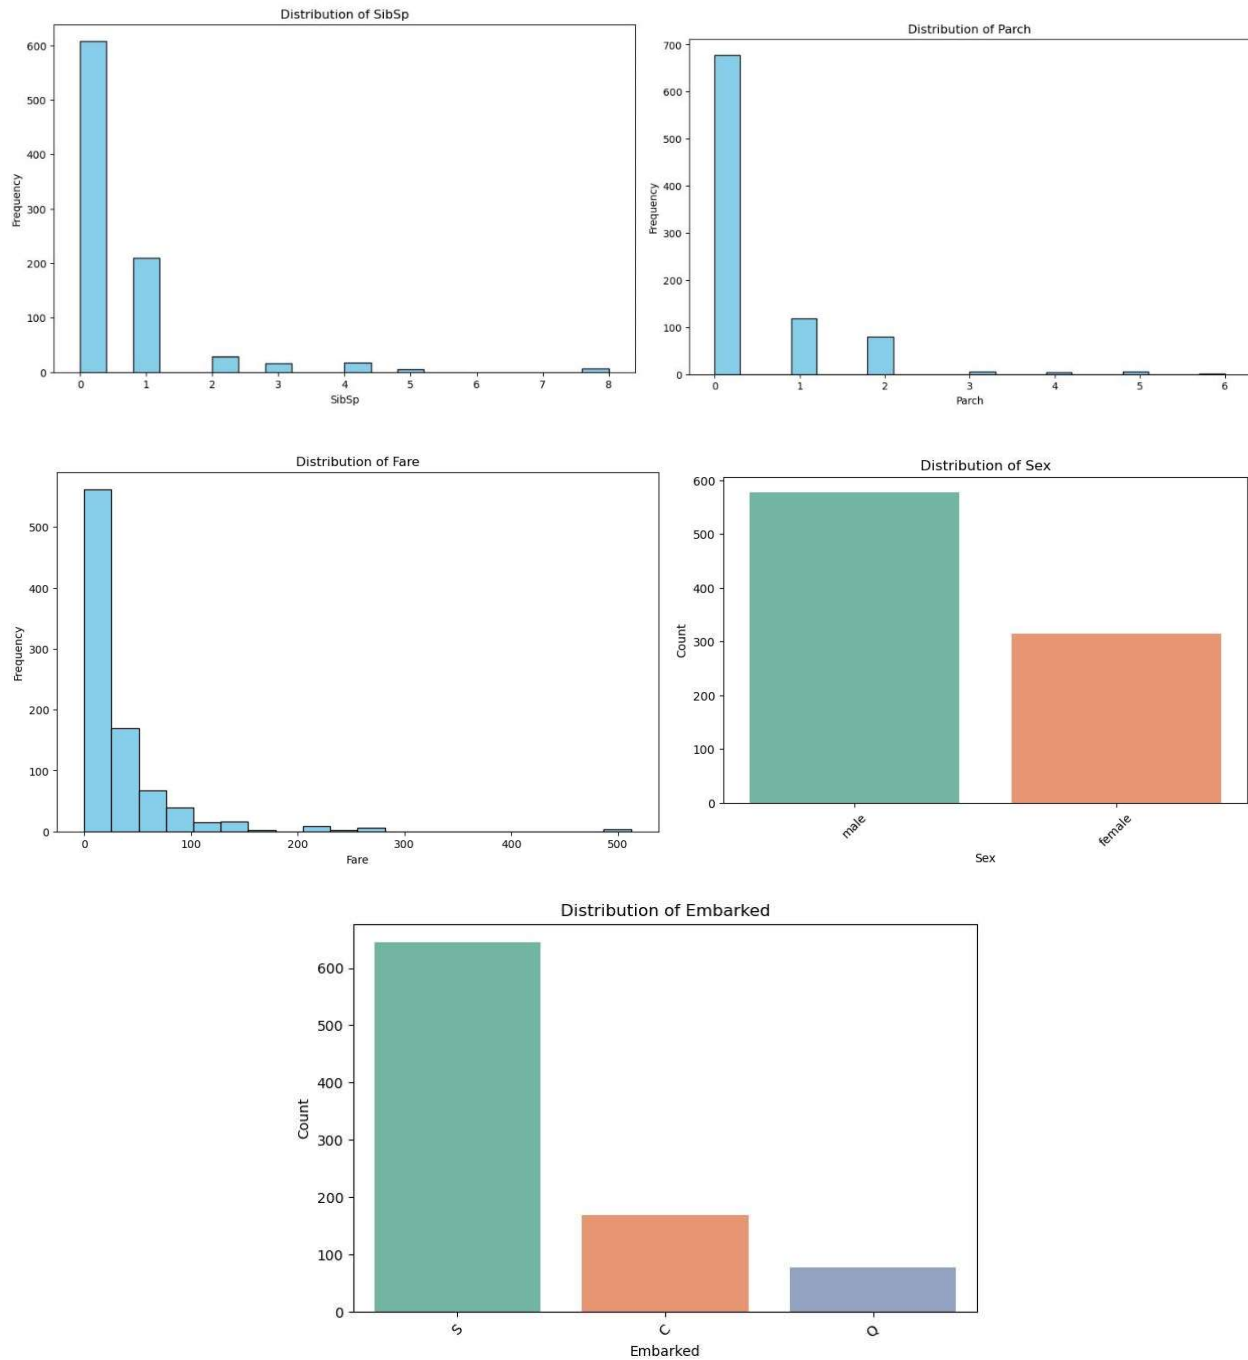 Distribution of SibSp
600
500
400
300
200
100
0
Frequency
0 1 2 3 4 5 6 7 8
SibSp
Distribution of Parch
700
600
500
400
300
200
100
0
Frequency
0 1 2 3 4 5 6
Parch
Distribution of Fare
500
400
300
200
100
0
Frequency
0 100 200 300 400 500
Fare
Distribution of Sex
600
500
400
300
200
100
0
Count
male female
Sex
Distribution of Embarked
600
500
400
300
200
100
0
Count
S C Q
Embarked